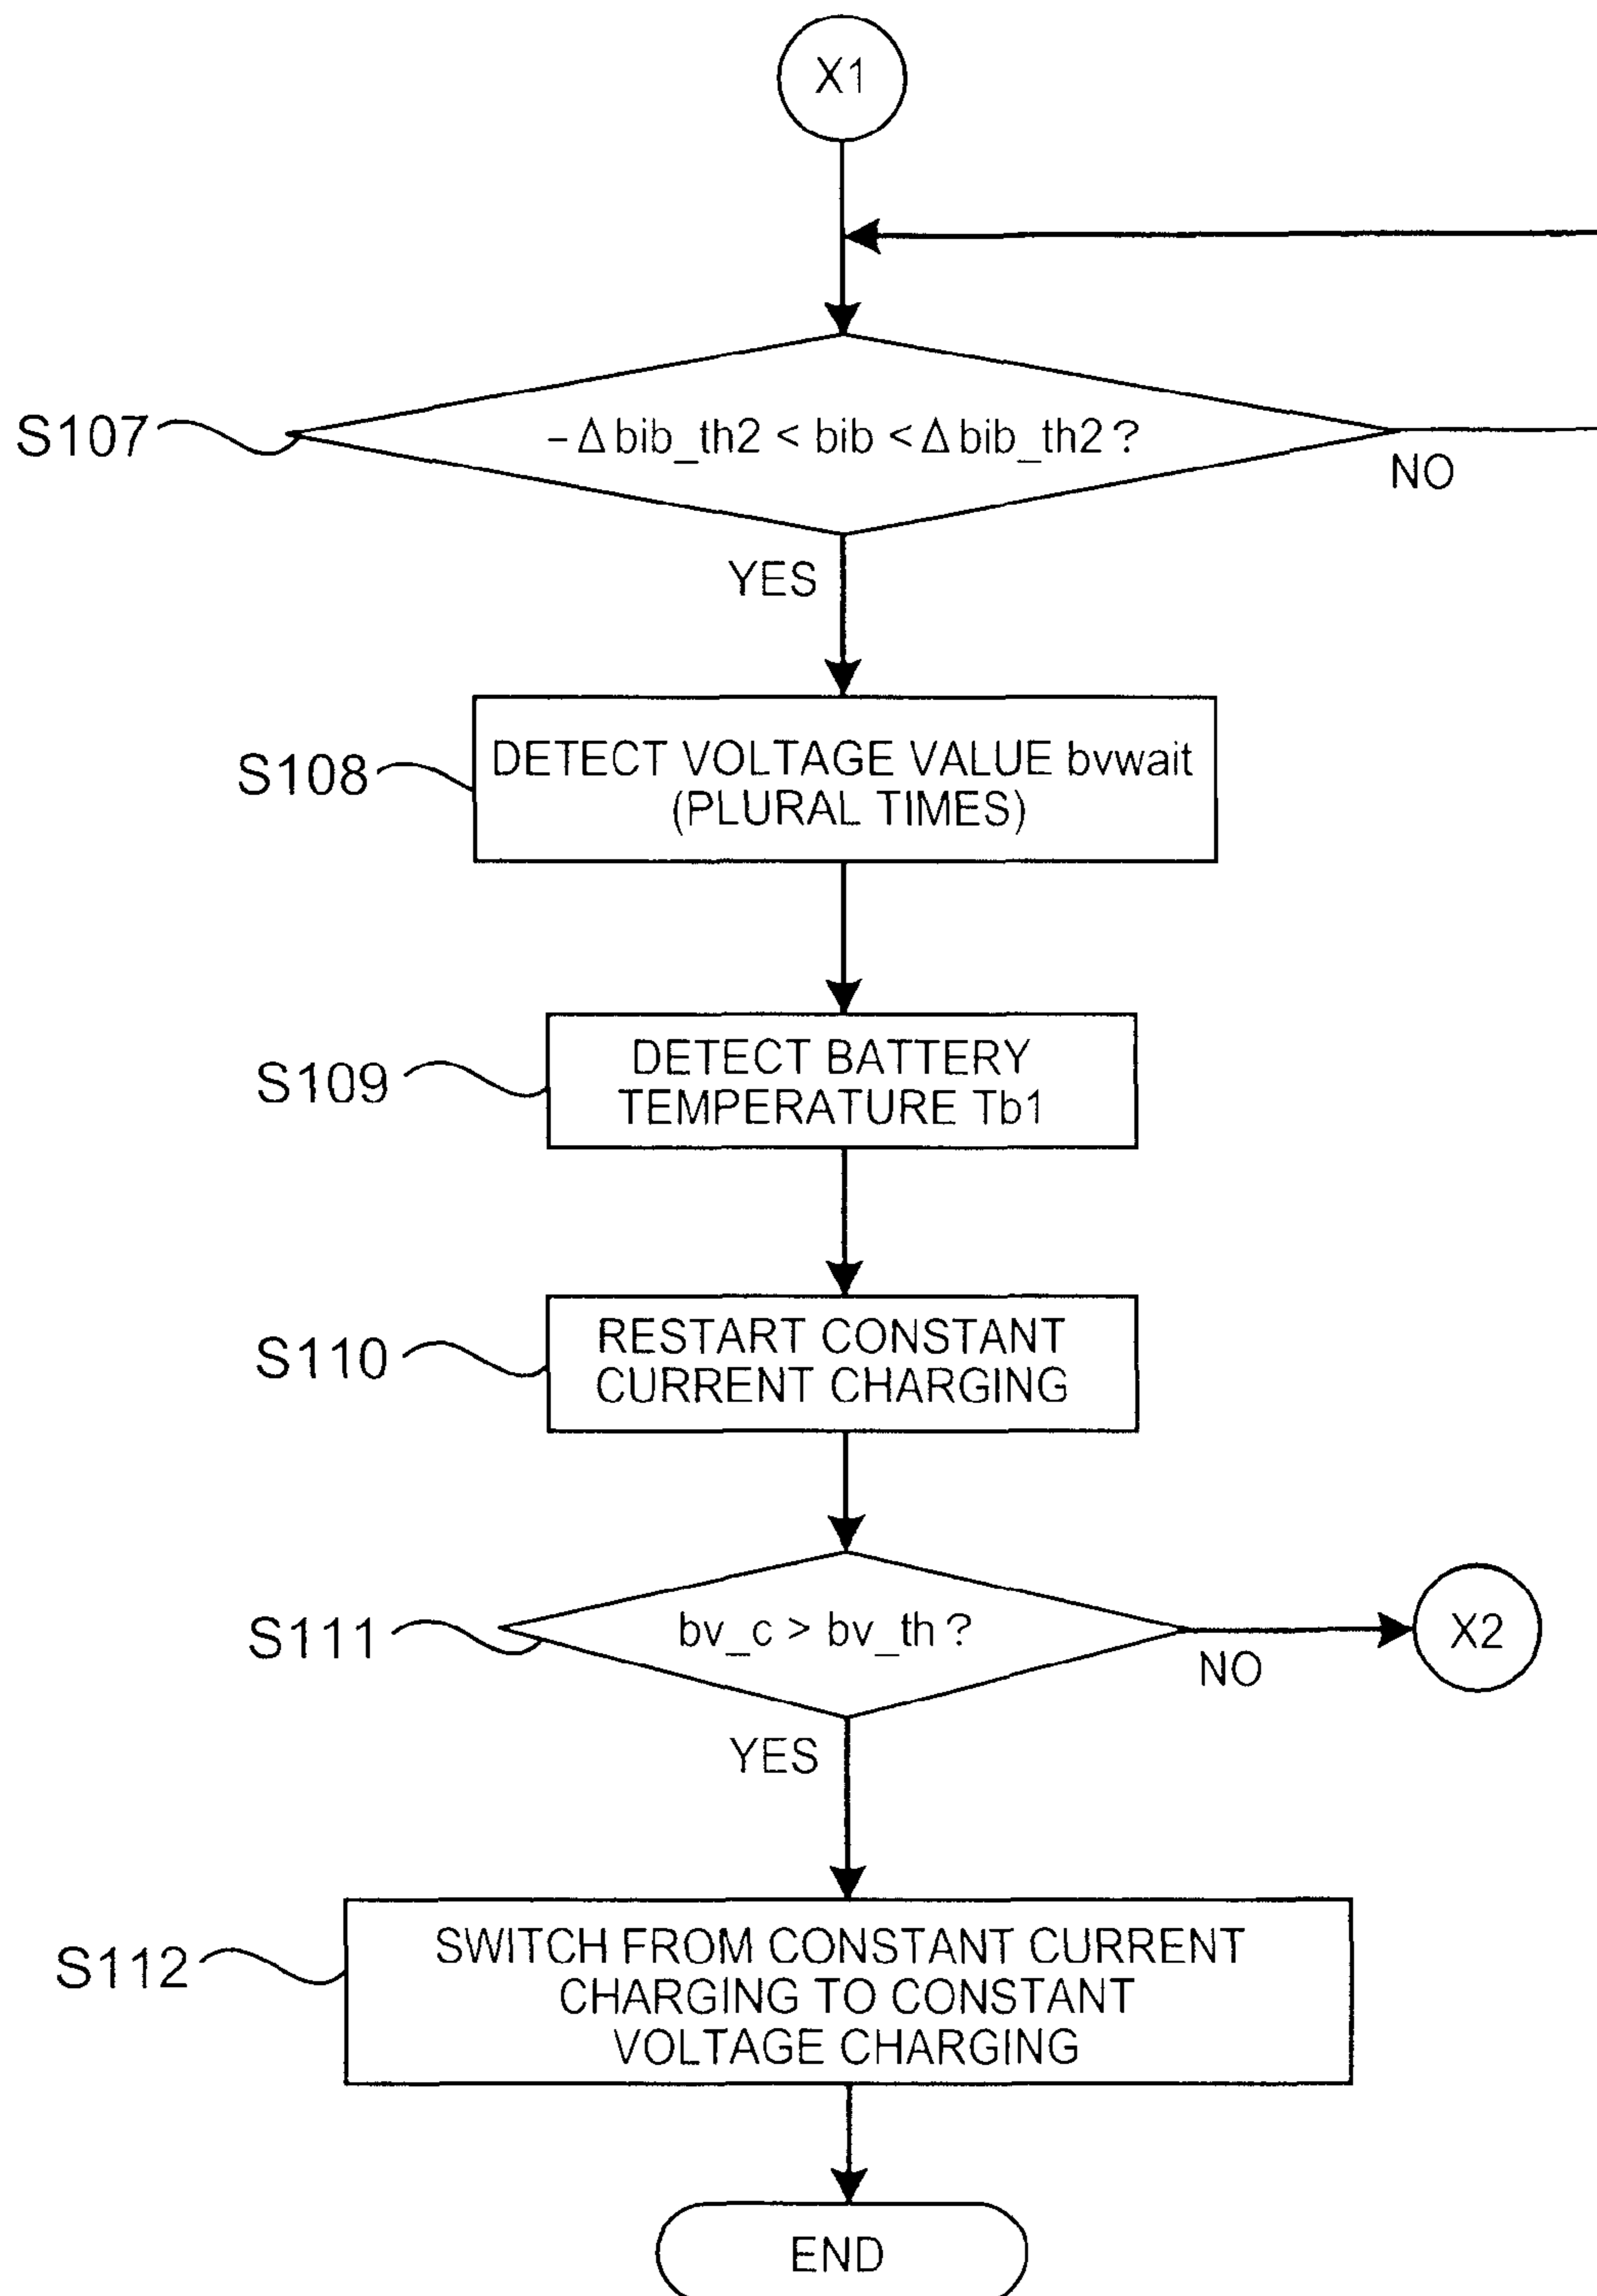 X1
S107
– Δ bib_th2 < bib < Δ bib_th2 ?
NO
YES
S108
DETECT VOLTAGE VALUE bvwait
(PLURAL TIMES)
S109
DETECT BATTERY
TEMPERATURE Tb1
S110
RESTART CONSTANT
CURRENT CHARGING
S111
bv_c > bv_th ?
NO
X2
YES
S112
SWITCH FROM CONSTANT CURRENT
CHARGING TO CONSTANT
VOLTAGE CHARGING
END